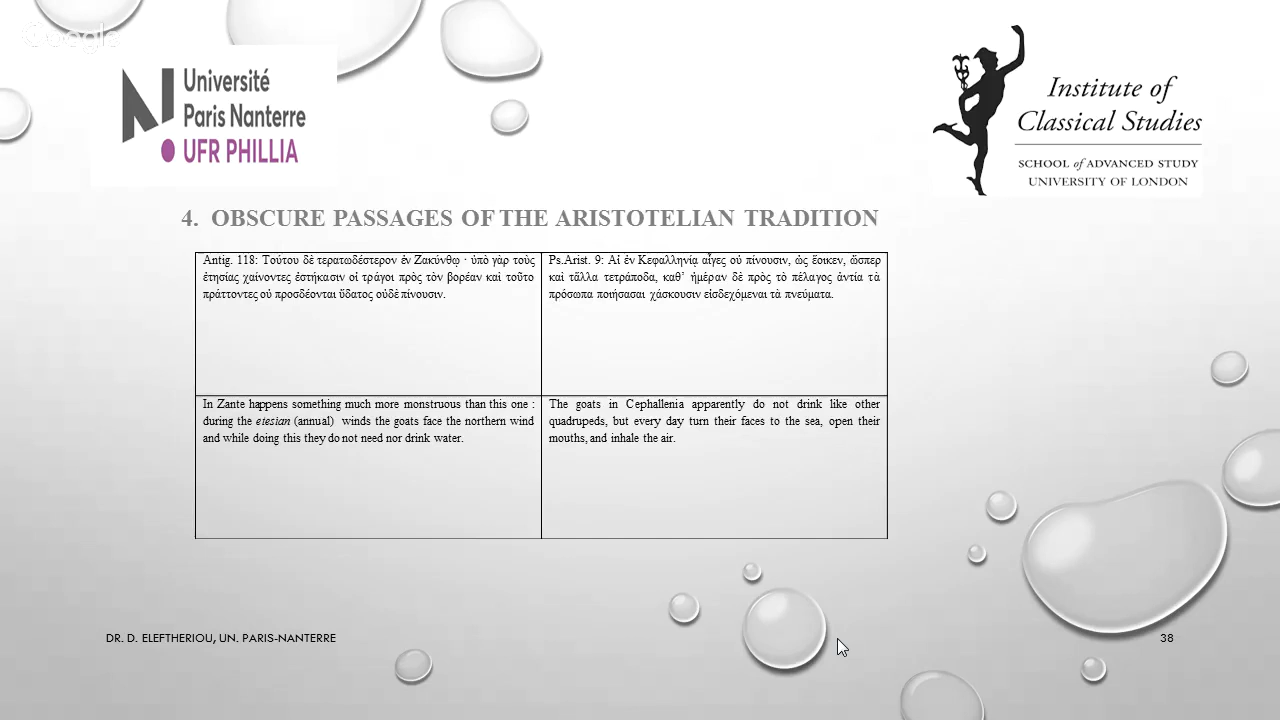 Google
Université
Paris Nanterre
UFR PHILLIA
Institute of
Classical Studies
SCHOOL of ADVANCED STUDY
UNIVERSITY OF LONDON
4. OBSCURE PASSAGES OF THE ARISTOTELIAN TRADITION
Antig. 118: Τούτου δὲ τερατωδέστερον ἐν Ζακύνθῳ · ὑπὸ γὰρ τοὺς
ἐτησίας χαίνοντες ἑστήκασιν οἱ τράγοι πρὸς τὸν βορέαν καὶ τοῦτο
πράττοντες οὐ προσδέονται ὕδατος οὐδὲ πίνουσιν.
Ps.Arist. 9: Αἱ ἐν Κεφαλληνίᾳ αἶγες οὐ πίνουσιν, ὡς ἔοικεν, ὥσπερ
καὶ τἄλλα τετράποδα, καθ᾽ ἡμέραν δὲ πρὸς τὸ πέλαγος ἀντία τὰ
πρόσωπα ποιήσασαι χάσκουσιν εἰσδεχόμεναι τὰ πνεύματα.
In Zante happens something much more monstruous than this one :
during the etesian (annual) winds the goats face the northern wind
and while doing this they do not need nor drink water.
The goats in Cephallenia apparently do not drink like other
quadrupeds, but every day turn their faces to the sea, open their
mouths, and inhale the air.
DR. D. ELEFTHERIOU, UN. PARIS-NANTERRE
38